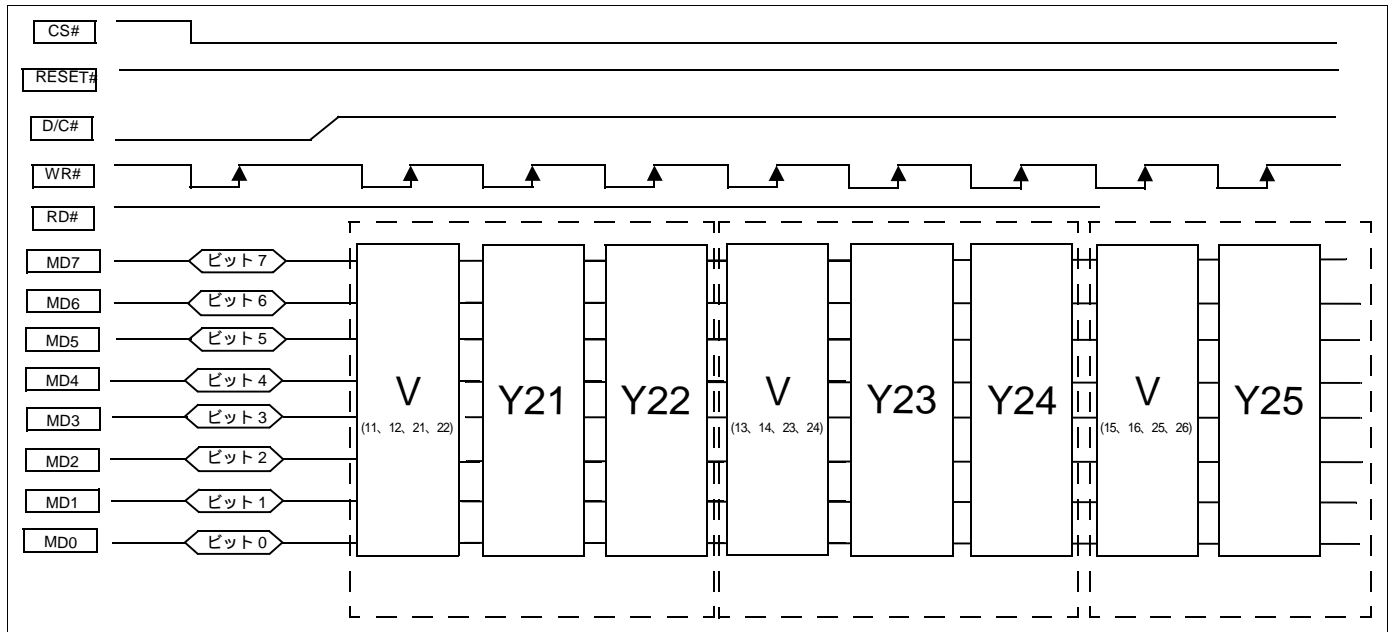 CS#
RESET#
D/C#
WR#
RD#
MD7 ビット 7
MD6 ビット 6
MD5 ビット 5
MD4 ビット 4
MD3 ビット 3
MD2 ビット 2
MD1 ビット 1
MD0 ビット 0
V
(11、12、21、22)
Y21
Y22
V
(13、14、23、24)
Y23
Y24
V
(15、16、25、26)
Y25